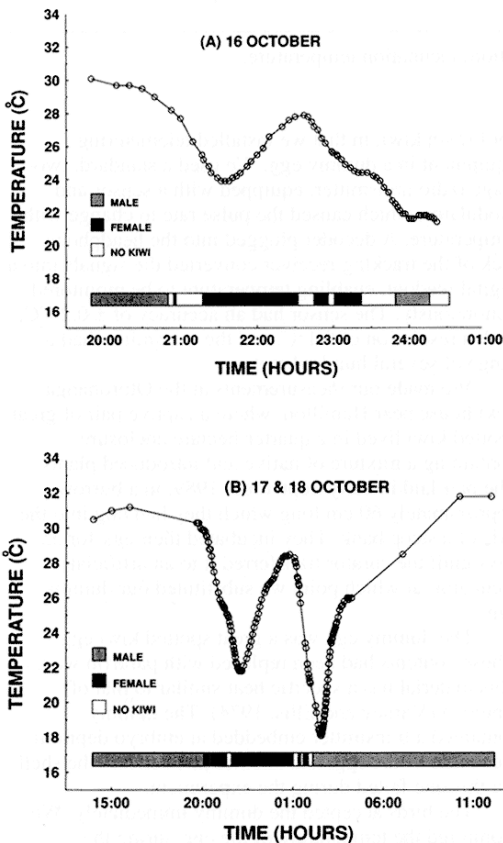 (A) 16 OCTOBER
TEMPERATURE (°C)
34
32
30
28
26
24
22
20
18
16
MALE
FEMALE
NO KIWI
20:00 21:00 22:00 23:00 24:00 01:00
TIME (HOURS)
(B) 17 & 18 OCTOBER
TEMPERATURE (°C)
34
32
30
28
26
24
22
20
18
16
MALE
FEMALE
NO KIWI
15:00 20:00 01:00 06:00 11:00
TIME (HOURS)